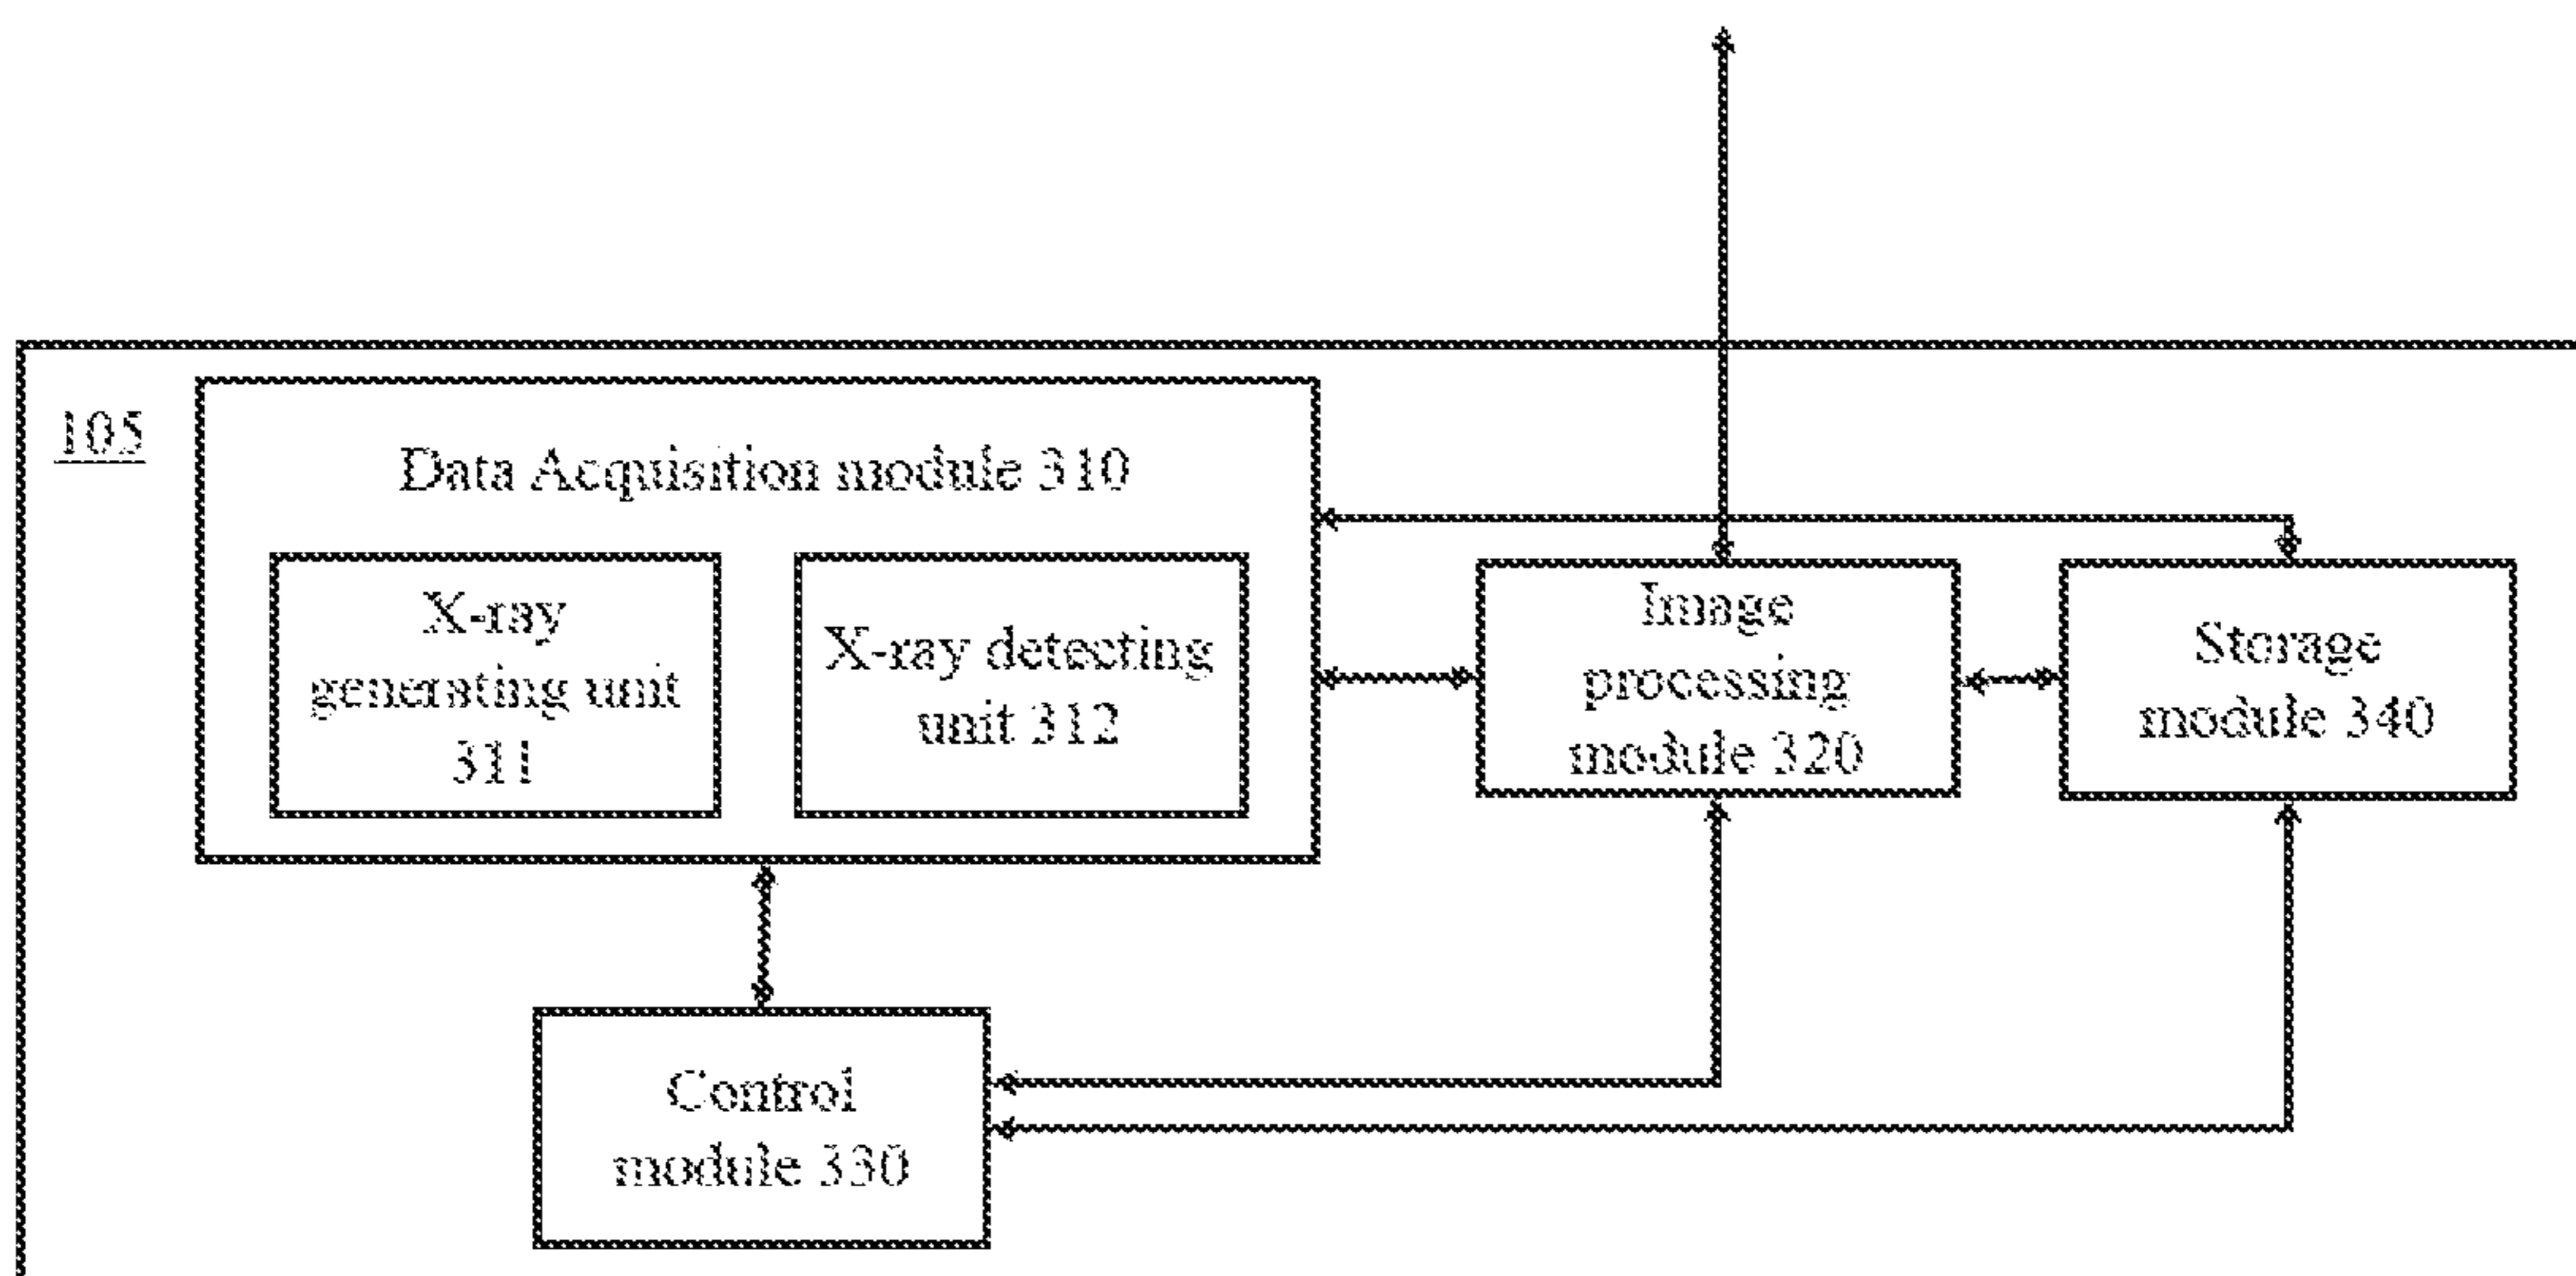 105
Data Acquisition module 310
X-ray
generating unit
311
X-ray detecting
unit 312
Image
processing
module 320
Storage
module 340
Control
module 330